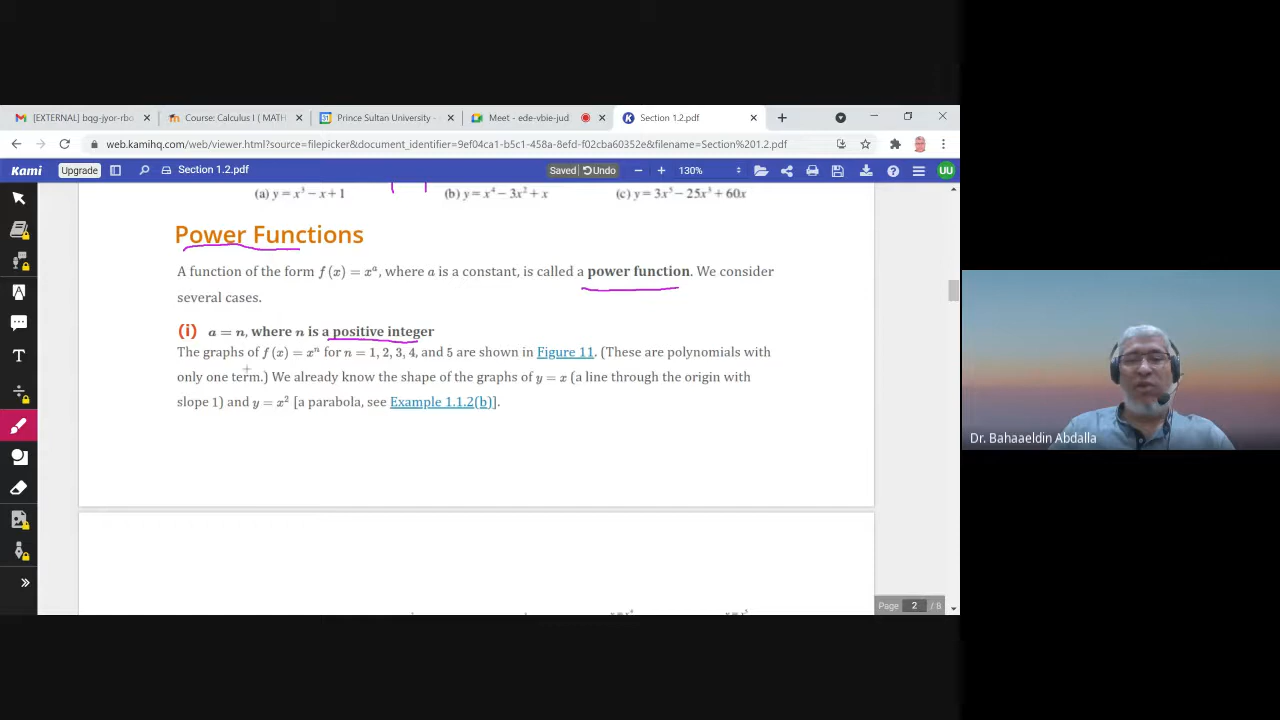 [EXTERNAL] bqg-jyor-rbo
Course: Calculus I ( MATH
Prince Sultan University -
Meet - ede-vbie-jud
Section 1.2.pdf
web.kamihq.com/web/viewer.html?source=filepicker&document_identifier=9ef04ca1-b5c1-458a-8efd-f02cba60352e&filename=Section%201.2.pdf
Kami
Upgrade
Section 1.2.pdf
Saved
Undo
130%
UU
(a) y = x³ − x + 1
(b) y = x⁴ − 3x² + x
(c) y = 3x⁵ − 25x³ + 60x
Power Functions
A function of the form f (x) = xᵃ, where a is a constant, is called a power function. We consider
several cases.
(i) a = n, where n is a positive integer
The graphs of f (x) = xⁿ for n = 1, 2, 3, 4, and 5 are shown in Figure 11. (These are polynomials with
only one term.) We already know the shape of the graphs of y = x (a line through the origin with
slope 1) and y = x² [a parabola, see Example 1.1.2(b)].
Page 2 / 8
Dr. Bahaaeldin Abdalla